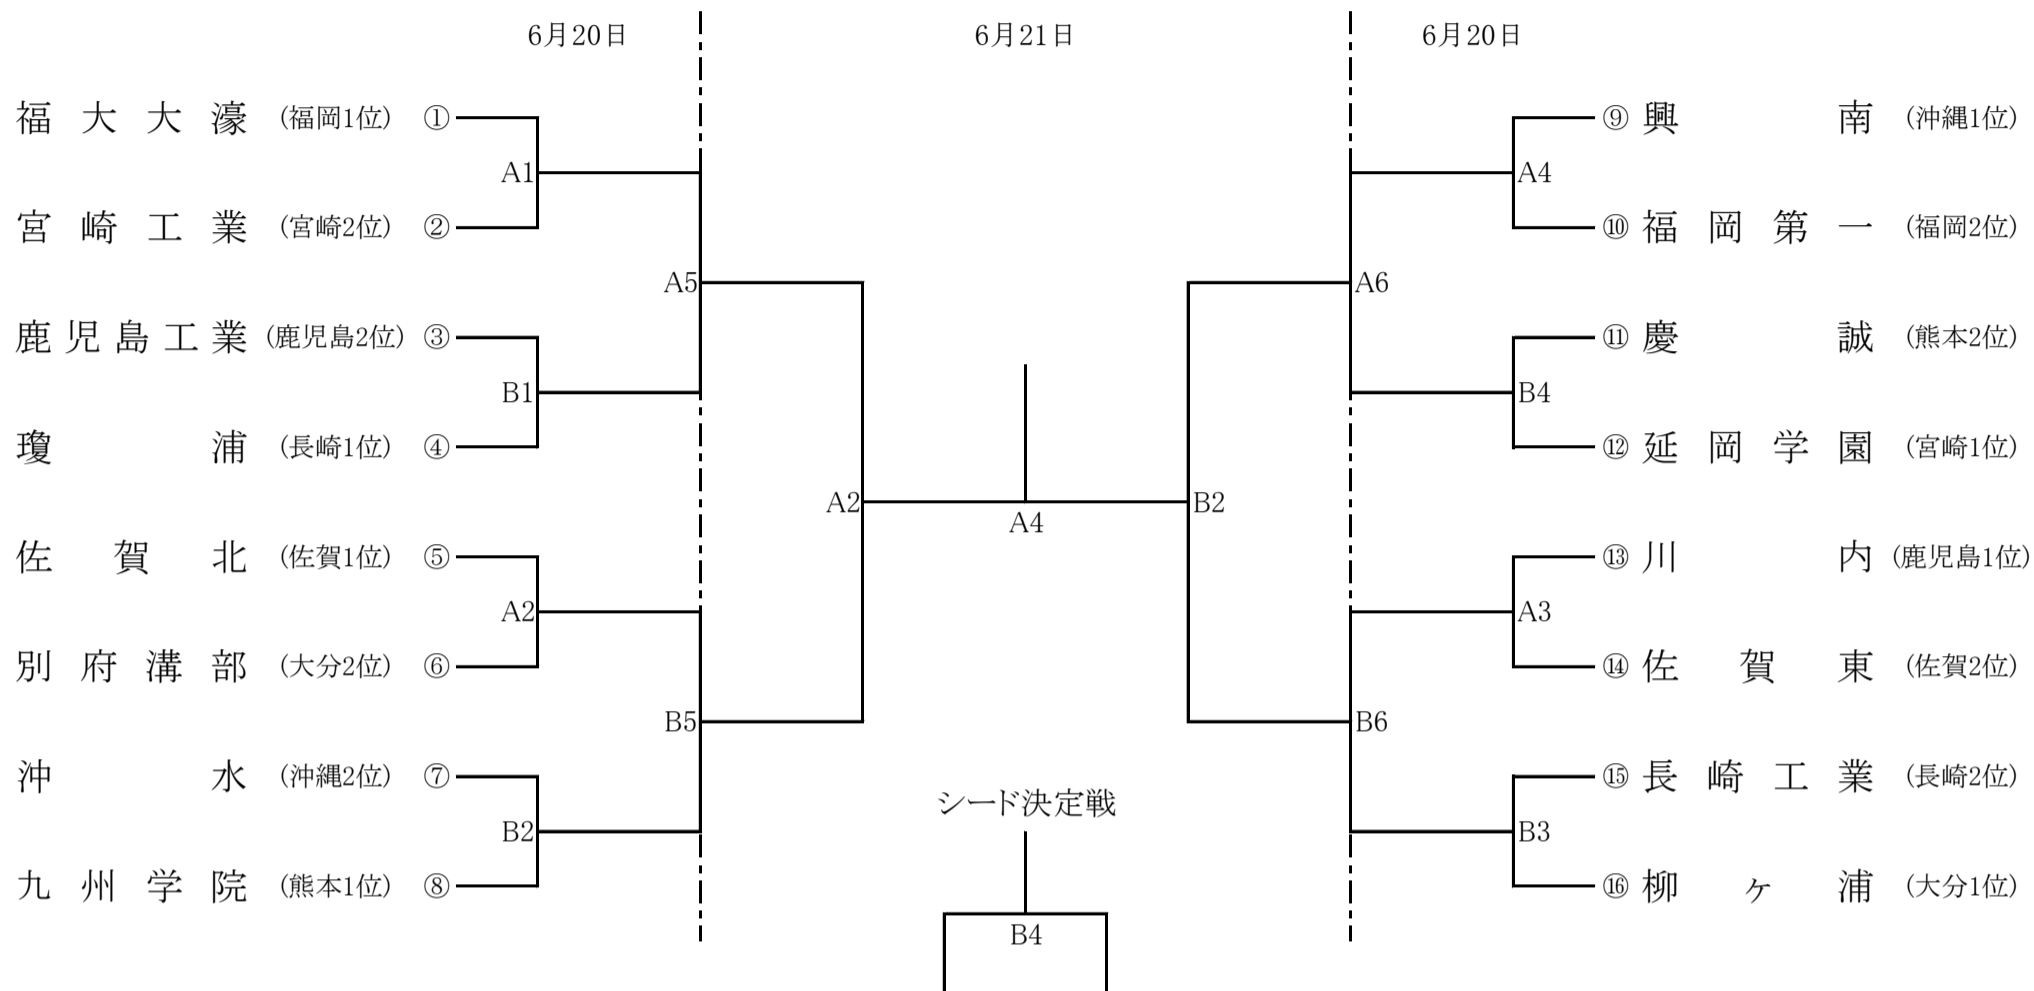 6月20日 6月21日 6月20日
福大大濠 (福岡1位) ①
A1
宮崎工業 (宮崎2位) ②
A5
鹿児島工業 (鹿児島2位) ③
B1
瓊浦 (長崎1位) ④
A2
佐賀北 (佐賀1位) ⑤
A2
別府溝部 (大分2位) ⑥
B5
沖水 (沖縄2位) ⑦
B2
九州学院 (熊本1位) ⑧
A4
シード決定戦
B4
⑨ 興南 (沖縄1位)
A4
⑩ 福岡第一 (福岡2位)
A6
⑪ 慶誠 (熊本2位)
B4
⑫ 延岡学園 (宮崎1位)
B2
⑬ 川内 (鹿児島1位)
A3
⑭ 佐賀東 (佐賀2位)
B6
⑮ 長崎工業 (長崎2位)
B3
⑯ 柳ヶ浦 (大分1位)